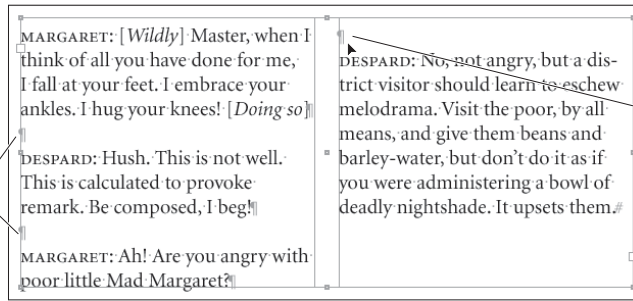 MARGARET: [Wildly] Master, when I
think of all you have done for me,
I fall at your feet. I embrace your
ankles. I hug your knees! [Doing so]¶
¶
DESPARD: Hush. This is not well.
This is calculated to provoke
remark. Be composed, I beg!¶
¶
MARGARET: Ah! Are you angry with
poor little Mad Margaret?¶
¶
DESPARD: No, not angry, but a dis-
trict visitor should learn to eschew
melodrama. Visit the poor, by all
means, and give them beans and
barley-water, but don’t do it as if
you were administering a bowl of
deadly nightshade. It upsets them.#